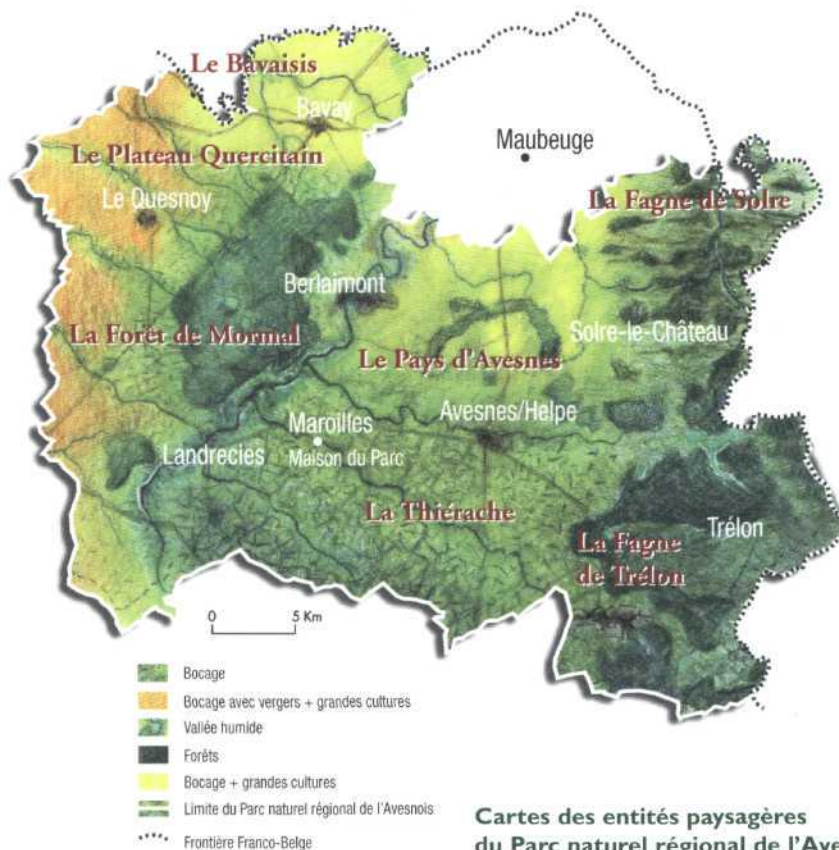 Le Bavaisis
Bavay
Maubeuge
Le Plateau Quercitain
La Fagne de Solre
Le Quesnoy
Berlaimont
La Forêt de Mormal
Solre-le-Château
Le Pays d'Avesnes
Maroilles
Avesnes/Helpe
Landrecies
Maison du Parc
La Thiérache
Trélon
La Fagne
de Trélon
0 5 Km
Bocage
Bocage avec vergers + grandes cultures
Vallée humide
Forêts
Bocage + grandes cultures
Limite du Parc naturel régional de l'Avesnois
Frontière Franco-Belge
Cartes des entités paysagères
du Parc naturel régional de l'Ave